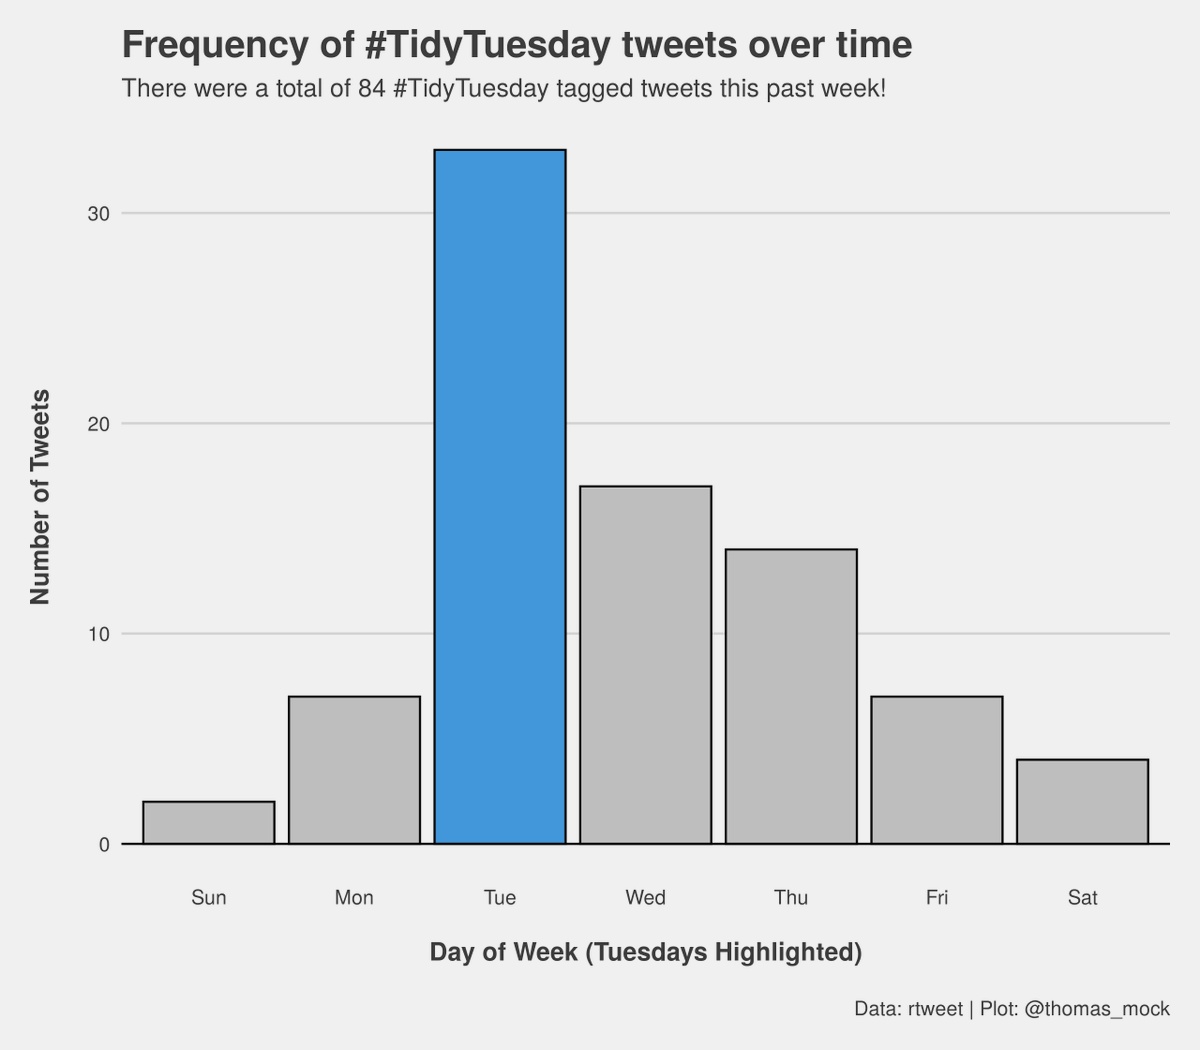 Frequency of #TidyTuesday tweets over time
There were a total of 84 #TidyTuesday tagged tweets this past week!
Number of Tweets
30
20
10
0
Sun Mon Tue Wed Thu Fri Sat
Day of Week (Tuesdays Highlighted)
Data: rtweet | Plot: @thomas_mock